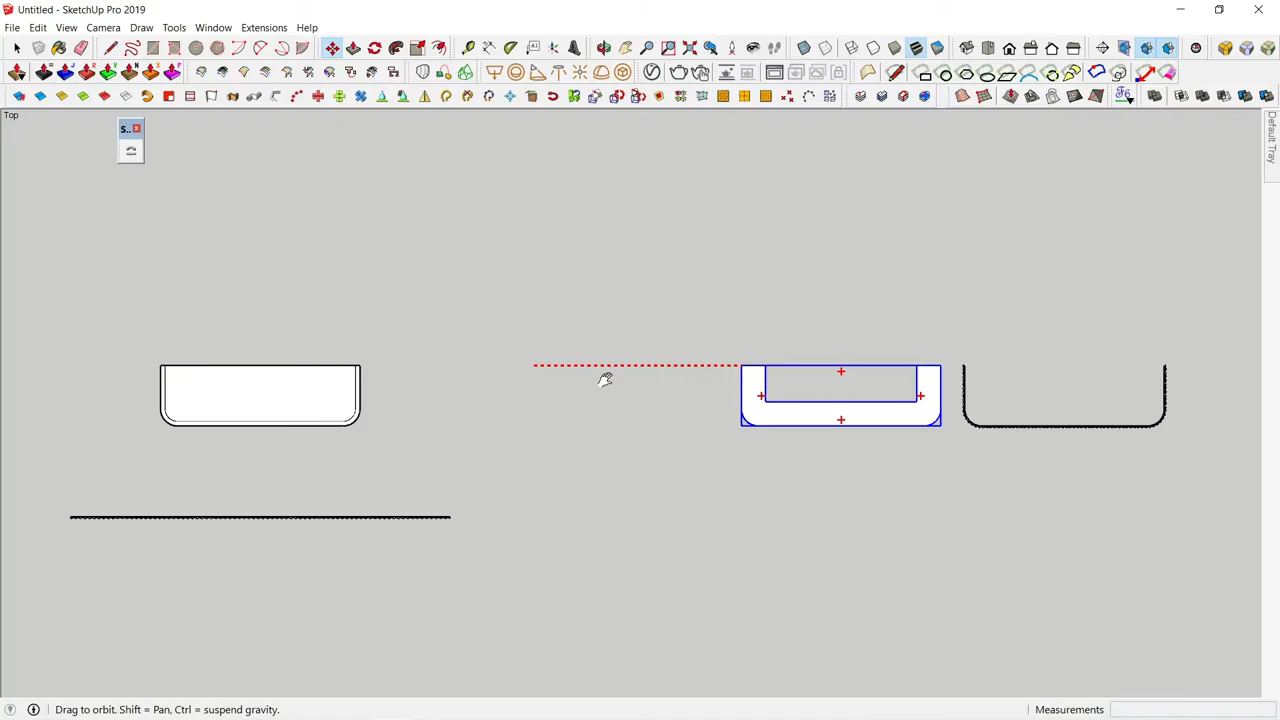 Untitled - SketchUp Pro 2019
File Edit View Camera Draw Tools Window Extensions Help
Top
S..
Default Tray
Drag to orbit. Shift = Pan, Ctrl = suspend gravity.
Measurements